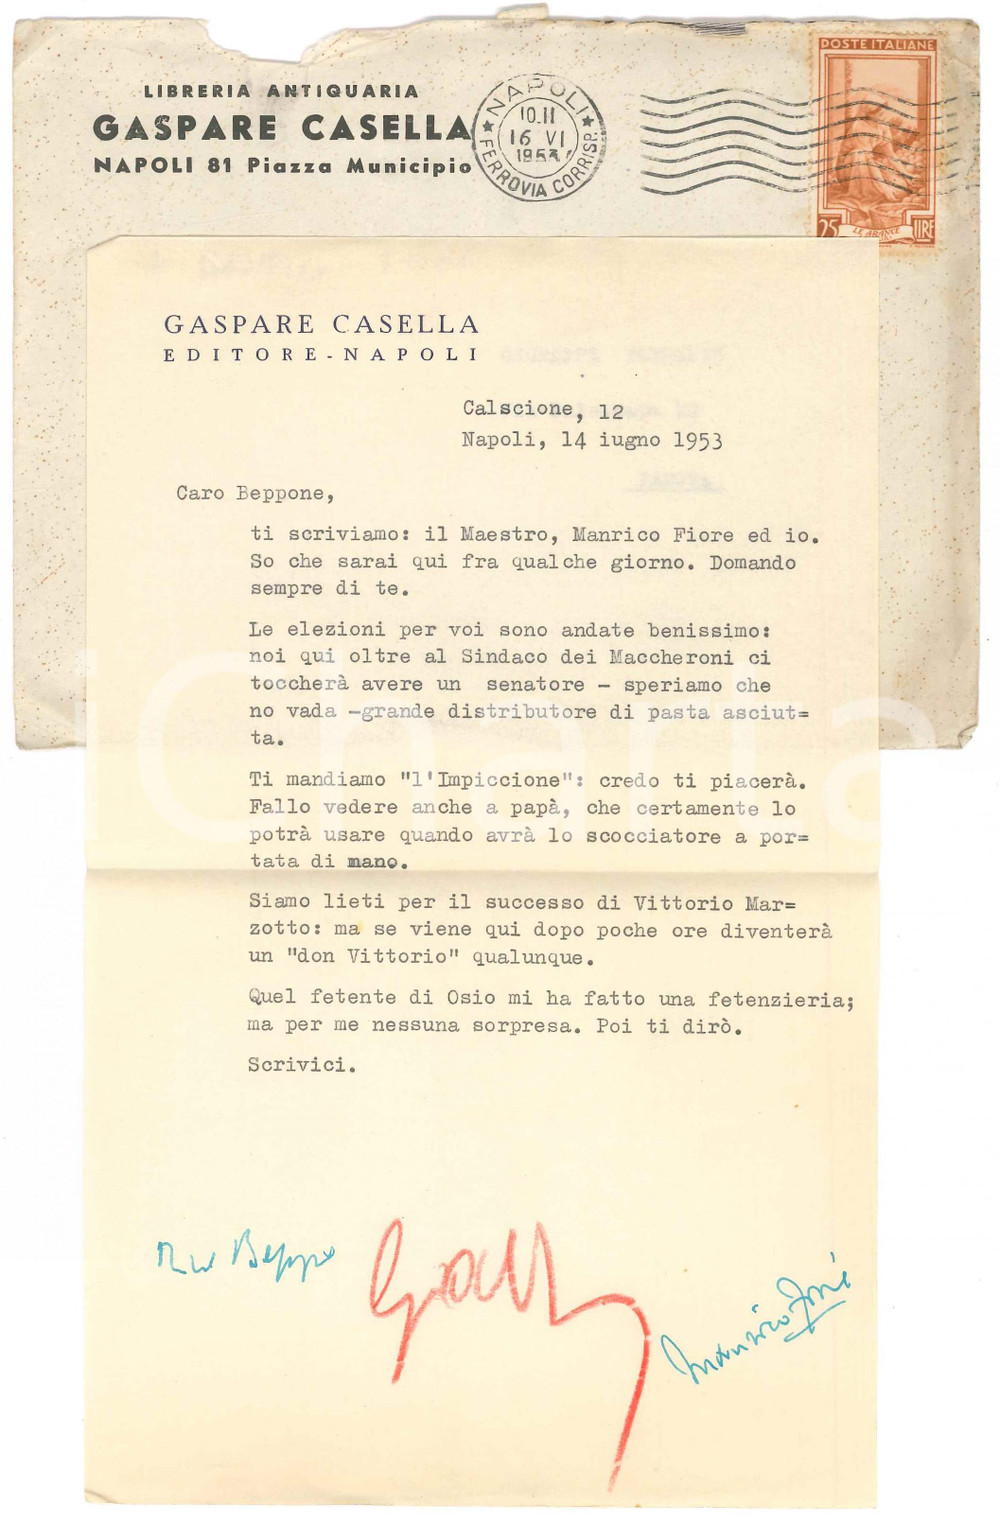 LIBRERIA ANTIQUARIA
GASPARE CASELLA
NAPOLI 81 Piazza Municipio
NAPOLI
10.II
16 VI
1953
FERROVIA CORRISP.
POSTE ITALIANE
25 LE ARANCE LIRE
GASPARE CASELLA
EDITORE-NAPOLI
Calscione, 12
Napoli, 14 iugno 1953
Caro Beppone,
ti scriviamo: il Maestro, Manrico Fiore ed io.
So che sarai qui fra qualche giorno. Domando
sempre di te.
Le elezioni per voi sono andate benissimo:
noi qui oltre al Sindaco dei Maccheroni ci
toccherà avere un senatore - speriamo che
no vada -grande distributore di pasta asciut=
ta.
Ti mandiamo "l'Impiccione": credo ti piacerà.
Fallo vedere anche a papà, che certamente lo
potrà usare quando avrà lo scocciatore a por=
tata di mano.
Siamo lieti per il successo di Vittorio Mar=
zotto: ma se viene qui dopo poche ore diventerà
un "don Vittorio" qualunque.
Quel fetente di Osio mi ha fatto una fetenzieria;
ma per me nessuna sorpresa. Poi ti dirò.
Scrivici.
Beppe
Manrico Fiore
iCharta